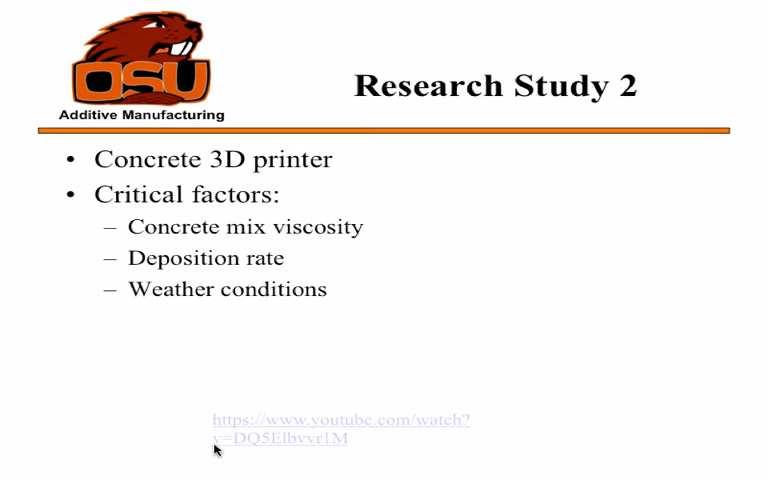 OSU
Additive Manufacturing
Research Study 2
• Concrete 3D printer
• Critical factors:
– Concrete mix viscosity
– Deposition rate
– Weather conditions
https://www.youtube.com/watch?
v=DQ5Elbvvr1M